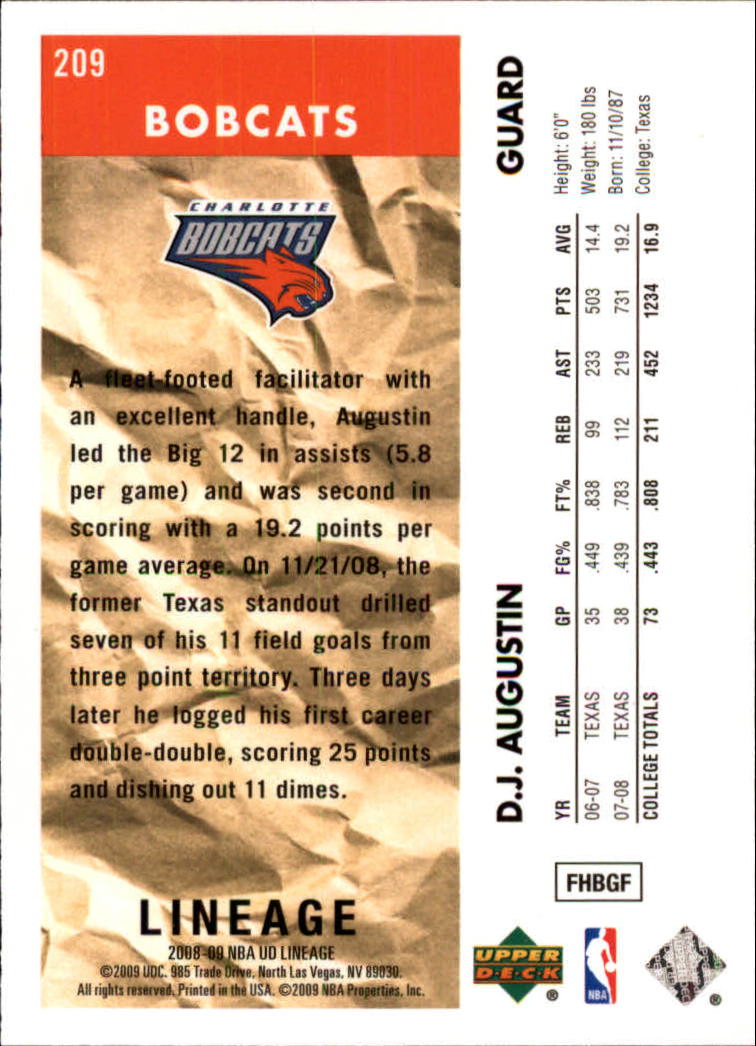 209
BOBCATS
CHARLOTTE
BOBCATS
A fleet-footed facilitator with
an excellent handle, Augustin
led the Big 12 in assists (5.8
per game) and was second in
scoring with a 19.2 points per
game average. On 11/21/08, the
former Texas standout drilled
seven of his 11 field goals from
three point territory. Three days
later he logged his first career
double-double, scoring 25 points
and dishing out 11 dimes.
LINEAGE
2008-09 NBA UD LINEAGE
©2009 UDC. 985 Trade Drive, North Las Vegas, NV 89030.
All rights reserved. Printed in the USA. ©2009 NBA Properties, Inc.
D.J. AUGUSTIN GUARD
YR TEAM GP FG% FT% REB AST PTS AVG
06-07 TEXAS 35 .449 .838 99 233 503 14.4
07-08 TEXAS 38 .439 .783 112 219 731 19.2
COLLEGE TOTALS 73 .443 .808 211 452 1234 16.9
Height: 6'0"
Weight: 180 lbs
Born: 11/10/87
College: Texas
FHBGF
UPPER
D·E·C·K
®
NBA
®